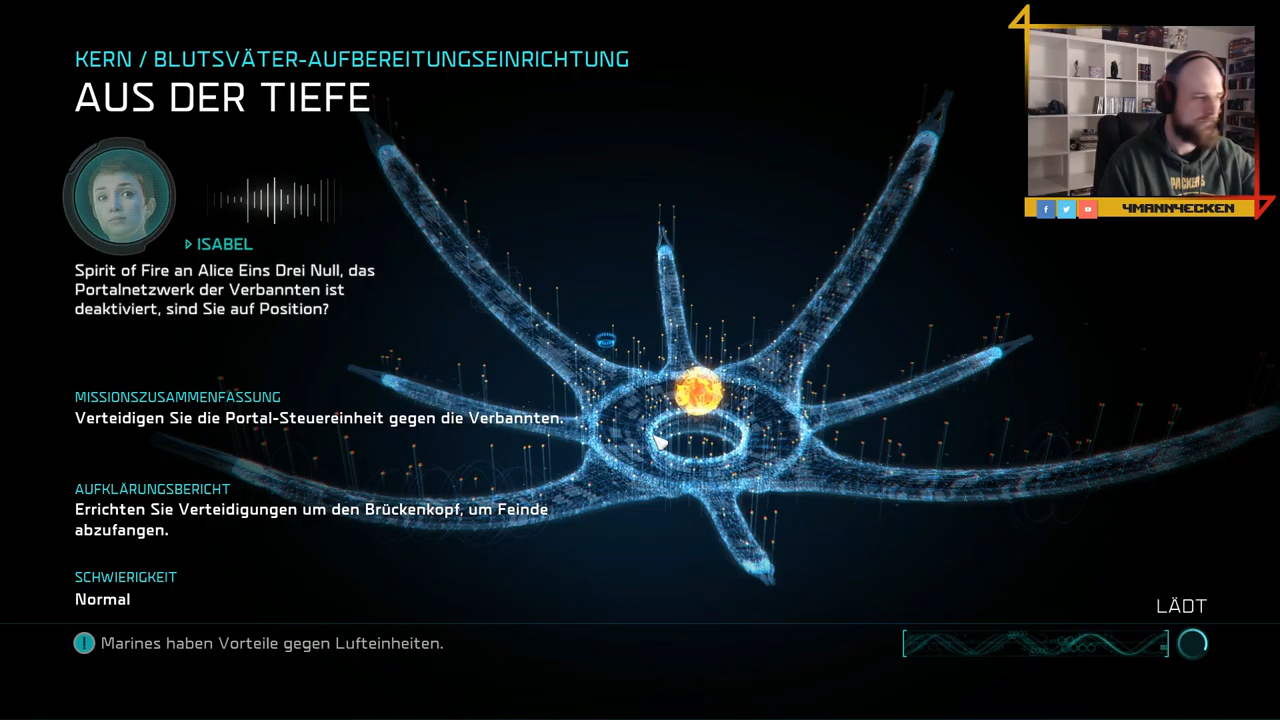 KERN / BLUTSVÄTER-AUFBEREITUNGSEINRICHTUNG
AUS DER TIEFE
ISABEL
Spirit of Fire an Alice Eins Drei Null, das
Portalnetzwerk der Verbannten ist
deaktiviert, sind Sie auf Position?
MISSIONSZUSAMMENFASSUNG
Verteidigen Sie die Portal-Steuereinheit gegen die Verbannten.
AUFKLÄRUNGSBERICHT
Errichten Sie Verteidigungen um den Brückenkopf, um Feinde
abzufangen.
SCHWIERIGKEIT
Normal
Marines haben Vorteile gegen Lufteinheiten.
LÄDT
PACKERS
4MANN4ECKEN